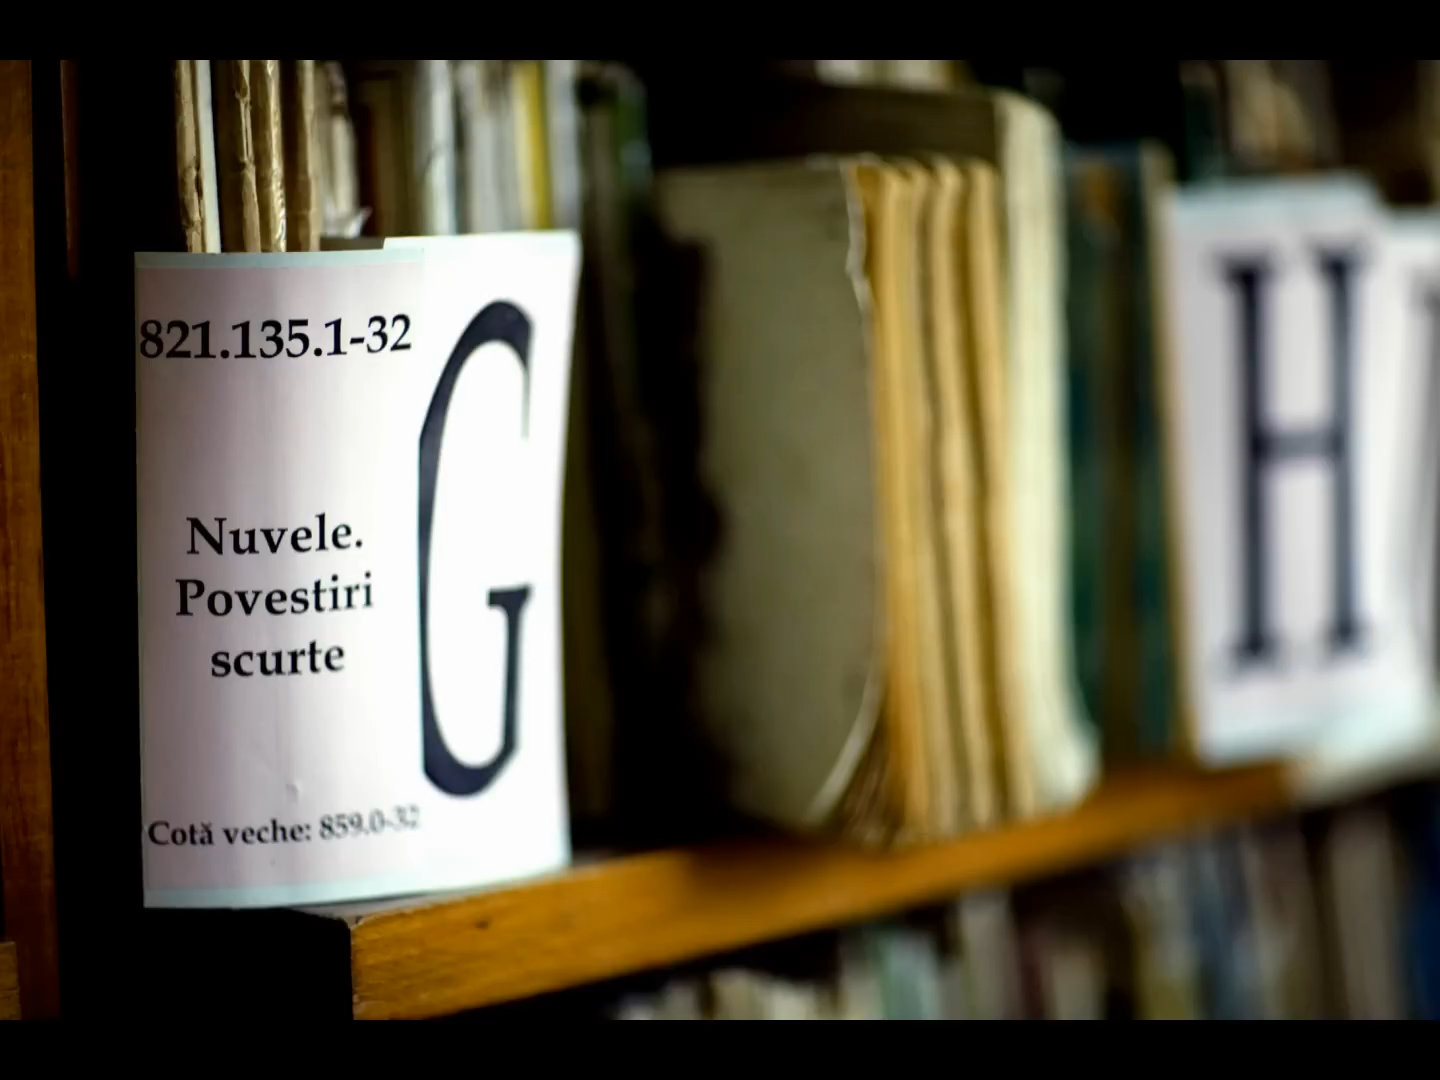 821.135.1-32
G
Nuvele.
Povestiri
scurte
Cotă veche: 859.0-32
H